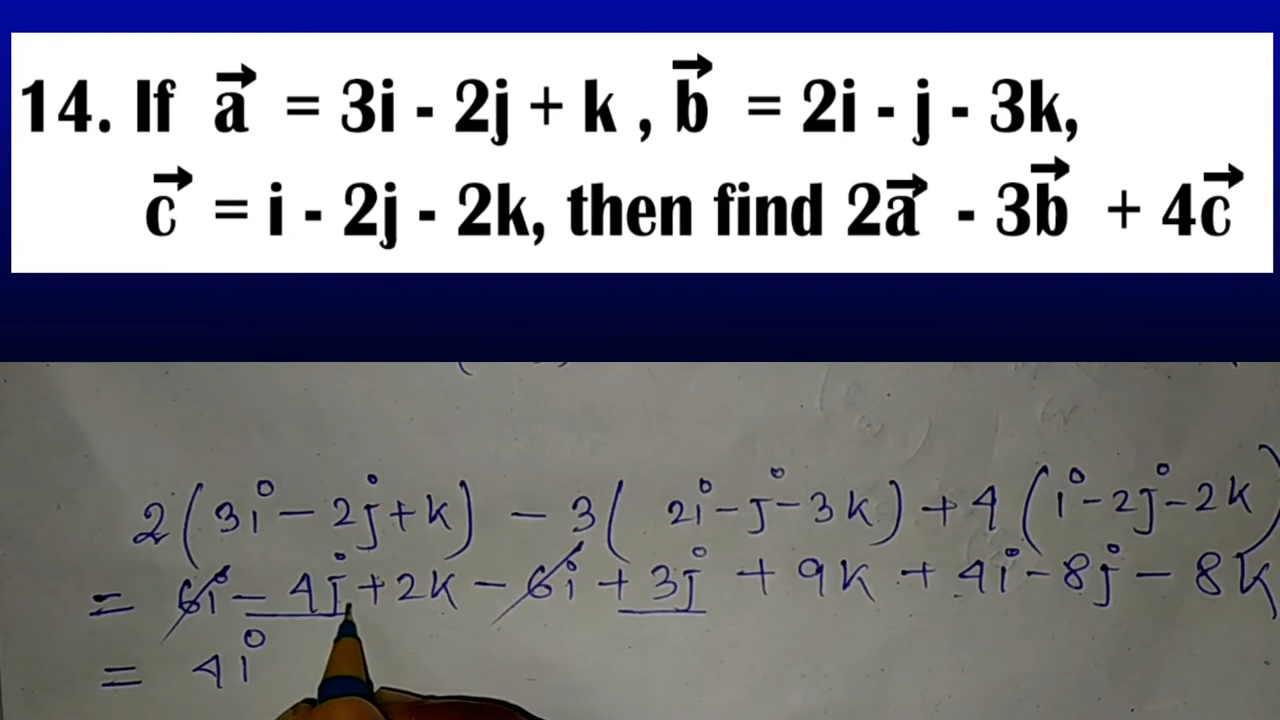 14. If a⃗ = 3i - 2j + k , b⃗ = 2i - j - 3k,
c⃗ = i - 2j - 2k, then find 2a⃗ - 3b⃗ + 4c⃗
2(3i - 2j + k) - 3( 2i - j - 3k) + 4(i - 2j - 2k)
= 6i - 4j + 2k - 6i + 3j + 9k + 4i - 8j - 8k
= 4i